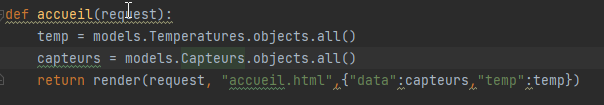 def accueil(request):
temp = models.Temperatures.objects.all()
capteurs = models.Capteurs.objects.all()
return render(request, "accueil.html",{"data":capteurs,"temp":temp})